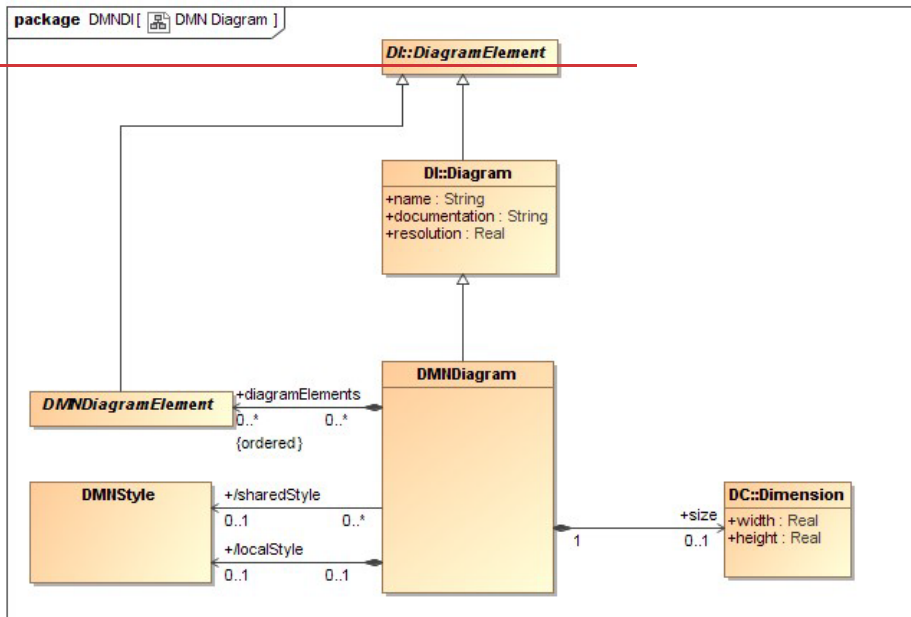 package DMNDI [ DMN Diagram ]
DI::DiagramElement
DI::Diagram
+name : String
+documentation : String
+resolution : Real
DMNDiagram
DMNDiagramElement
+diagramElements
0..* 0..*
{ordered}
DMNStyle
+/sharedStyle
0..1 0..*
+/localStyle
0..1 0..1
+size
1 0..1
DC::Dimension
+width : Real
+height : Real